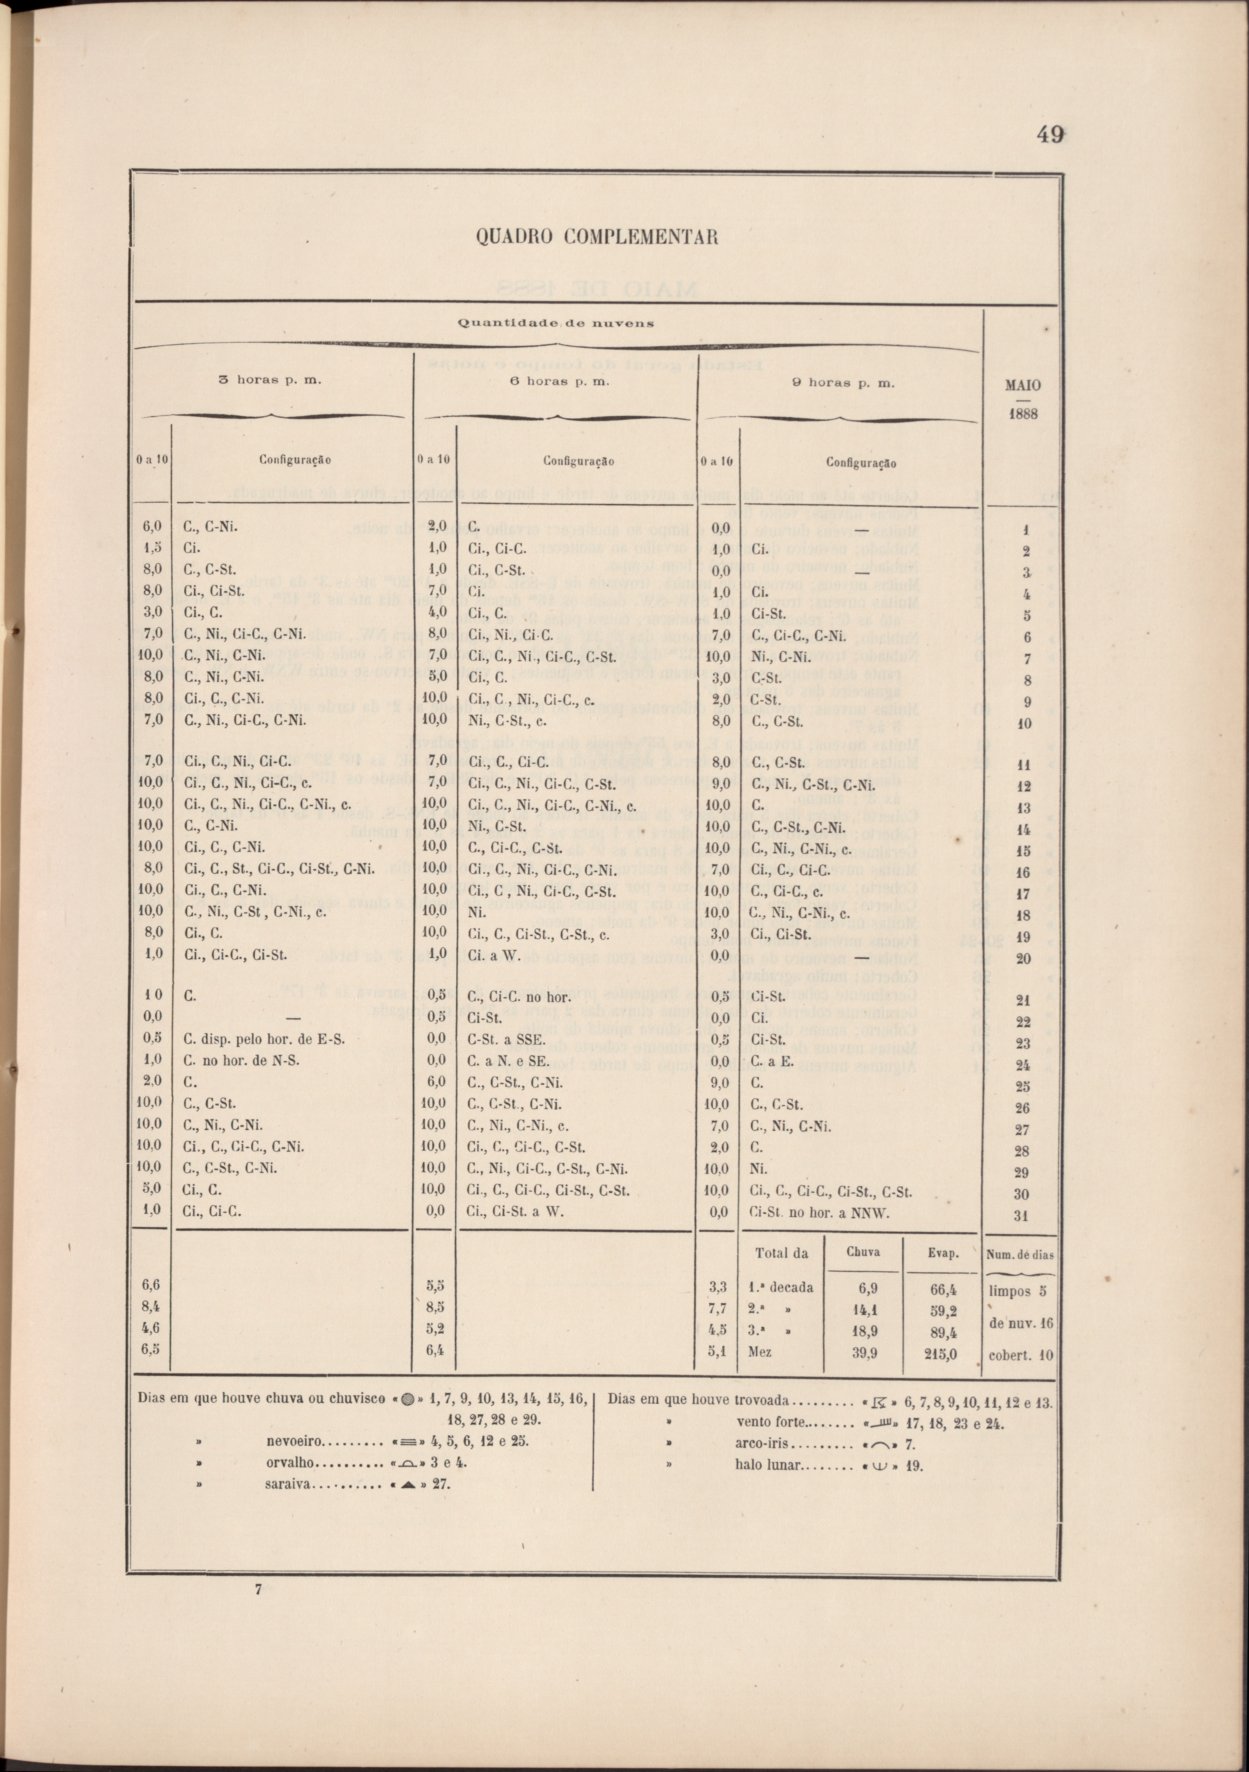 49
QUADRO COMPLEMENTAR
Quantidade de nuvens
3 horas p. m. 6 horas p. m. 9 horas p. m. MAIO
1888
0 a 10 Configuração 0 a 10 Configuração 0 a 10 Configuração
6,0 C., C-Ni. 2,0 C. 0,0 — 1
1,5 Ci. 1,0 Ci., Ci-C. 1,0 Ci. 2
8,0 C., C-St. 1,0 Ci., C-St. 0,0 — 3
8,0 Ci., Ci-St. 7,0 Ci. 1,0 Ci. 4
3,0 Ci., C. 4,0 Ci., C. 1,0 Ci-St. 5
7,0 C., Ni., Ci-C., C-Ni. 8,0 Ci., Ni., Ci-C. 7,0 C., Ci-C., C-Ni. 6
10,0 C., Ni., C-Ni. 7,0 Ci., C., Ni., Ci-C., C-St. 10,0 Ni., C-Ni. 7
8,0 C., Ni., C-Ni. 5,0 Ci., C. 3,0 C-St. 8
8,0 Ci., C., C-Ni. 10,0 Ci., C , Ni., Ci-C., c. 2,0 C-St. 9
7,0 C., Ni., Ci-C., C-Ni. 10,0 Ni., C-St., c. 8,0 C., C-St. 10
7,0 Ci., C., Ni., Ci-C. 7,0 Ci., C., Ci-C. 8,0 C., C-St. 11
10,0 Ci., C., Ni., Ci-C., c. 7,0 Ci., C., Ni., Ci-C., C-St. 9,0 C., Ni., C-St., C-Ni. 12
10,0 Ci., C., Ni., Ci-C., C-Ni., c. 10,0 Ci., C., Ni., Ci-C., C-Ni., c. 10,0 C. 13
10,0 C., C-Ni. 10,0 Ni., C-St. 10,0 C., C-St., C-Ni. 14
10,0 Ci., C., C-Ni. 10,0 C., Ci-C., C-St. 10,0 C., Ni., C-Ni., c. 15
8,0 Ci., C., St., Ci-C., Ci-St., C-Ni. 10,0 Ci., C., Ni., Ci-C., C-Ni. 7,0 Ci., C., Ci-C. 16
10,0 Ci., C., C-Ni. 10,0 Ci., C , Ni., Ci-C., C-St. 10,0 C., Ci-C., c. 17
10,0 C., Ni., C-St , C-Ni., c. 10,0 Ni. 10,0 C., Ni., C-Ni., c. 18
8,0 Ci., C. 10,0 Ci., C., Ci-St., C-St., c. 3,0 Ci., Ci-St. 19
1,0 Ci., Ci-C., Ci-St. 1,0 Ci. a W. 0,0 — 20
1 0 C. 0,5 C., Ci-C. no hor. 0,5 Ci-St. 21
0,0 — 0,5 Ci-St. 0,0 Ci. 22
0,5 C. disp. pelo hor. de E-S. 0,0 C-St. a SSE. 0,5 Ci-St. 23
1,0 C. no hor. de N-S. 0,0 C. a N. e SE. 0,0 C. a E. 24
2,0 C. 6,0 C., C-St., C-Ni. 9,0 C. 25
10,0 C., C-St. 10,0 C., C-St., C-Ni. 10,0 C., C-St. 26
10,0 C., Ni., C-Ni. 10,0 C., Ni., C-Ni., c. 7,0 C., Ni., C-Ni. 27
10,0 Ci., C., Ci-C., C-Ni. 10,0 Ci., C., Ci-C., C-St. 2,0 C. 28
10,0 C., C-St., C-Ni. 10,0 C., Ni., Ci-C., C-St., C-Ni. 10,0 Ni. 29
5,0 Ci., C. 10,0 Ci., C., Ci-C., Ci-St., C-St. 10,0 Ci., C., Ci-C., Ci-St., C-St. 30
1,0 Ci., Ci-C. 0,0 Ci., Ci-St. a W. 0,0 Ci-St. no hor. a NNW. 31
Total da Chuva Evap. Num. de dias
6,6 5,5 3,3 1.ª decada 6,9 66,4 limpos 5
8,4 8,5 7,7 2.ª » 14,1 59,2
4,6 5,2 4,5 3.ª » 18,9 89,4 de nuv. 16
6,5 6,4 5,1 Mez 39,9 215,0 cobert. 10
Dias em que houve chuva ou chuvisco « » 1, 7, 9, 10, 13, 14, 15, 16,
18, 27, 28 e 29.
» nevoeiro......... «≡» 4, 5, 6, 12 e 25.
» orvalho.......... « » 3 e 4.
» saraiva.......... «▲» 27.
Dias em que houve trovoada......... « » 6, 7, 8, 9, 10, 11, 12 e 13.
» vento forte........ « » 17, 18, 23 e 24.
» arco-iris......... «⌒» 7.
» halo lunar........ « » 19.
7